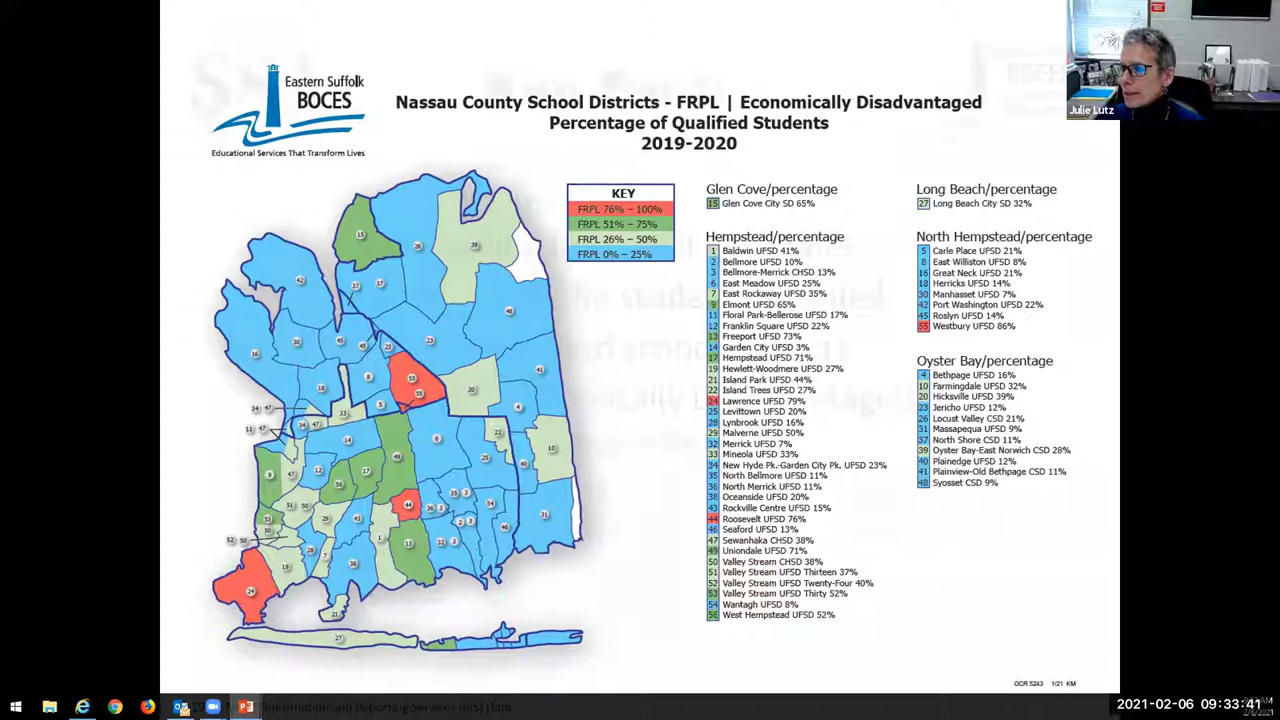 Eastern Suffolk
BOCES
Educational Services That Transform Lives
Nassau County School Districts - FRPL | Economically Disadvantaged
Percentage of Qualified Students
2019-2020
Julie Lutz
KEY
FRPL 76% – 100%
FRPL 51% – 75%
FRPL 26% – 50%
FRPL 0% – 25%
Glen Cove/percentage
15 Glen Cove City SD 65%
Hempstead/percentage
1 Baldwin UFSD 41%
2 Bellmore UFSD 10%
3 Bellmore-Merrick CHSD 13%
6 East Meadow UFSD 25%
7 East Rockaway UFSD 35%
9 Elmont UFSD 65%
11 Floral Park-Bellerose UFSD 17%
12 Franklin Square UFSD 22%
13 Freeport UFSD 73%
14 Garden City UFSD 3%
17 Hempstead UFSD 71%
19 Hewlett-Woodmere UFSD 27%
21 Island Park UFSD 44%
22 Island Trees UFSD 27%
24 Lawrence UFSD 79%
25 Levittown UFSD 20%
28 Lynbrook UFSD 16%
29 Malverne UFSD 50%
32 Merrick UFSD 7%
33 Mineola UFSD 33%
34 New Hyde Pk.-Garden City Pk. UFSD 23%
35 North Bellmore UFSD 11%
36 North Merrick UFSD 11%
38 Oceanside UFSD 20%
43 Rockville Centre UFSD 15%
44 Roosevelt UFSD 76%
46 Seaford UFSD 13%
47 Sewanhaka CHSD 38%
49 Uniondale UFSD 71%
50 Valley Stream CHSD 38%
51 Valley Stream UFSD Thirteen 37%
52 Valley Stream UFSD Twenty-Four 40%
53 Valley Stream UFSD Thirty 52%
54 Wantagh UFSD 8%
56 West Hempstead UFSD 52%
Long Beach/percentage
27 Long Beach City SD 32%
North Hempstead/percentage
5 Carle Place UFSD 21%
8 East Williston UFSD 8%
16 Great Neck UFSD 21%
18 Herricks UFSD 14%
30 Manhasset UFSD 7%
42 Port Washington UFSD 22%
45 Roslyn UFSD 14%
55 Westbury UFSD 86%
Oyster Bay/percentage
4 Bethpage UFSD 16%
10 Farmingdale UFSD 32%
20 Hicksville UFSD 39%
23 Jericho UFSD 12%
26 Locust Valley CSD 21%
31 Massapequa UFSD 9%
37 North Shore CSD 11%
39 Oyster Bay-East Norwich CSD 28%
40 Plainedge UFSD 12%
41 Plainview-Old Bethpage CSD 11%
48 Syosset CSD 9%
OCR 5243 1/21 KM
2021-02-06 09:33:41